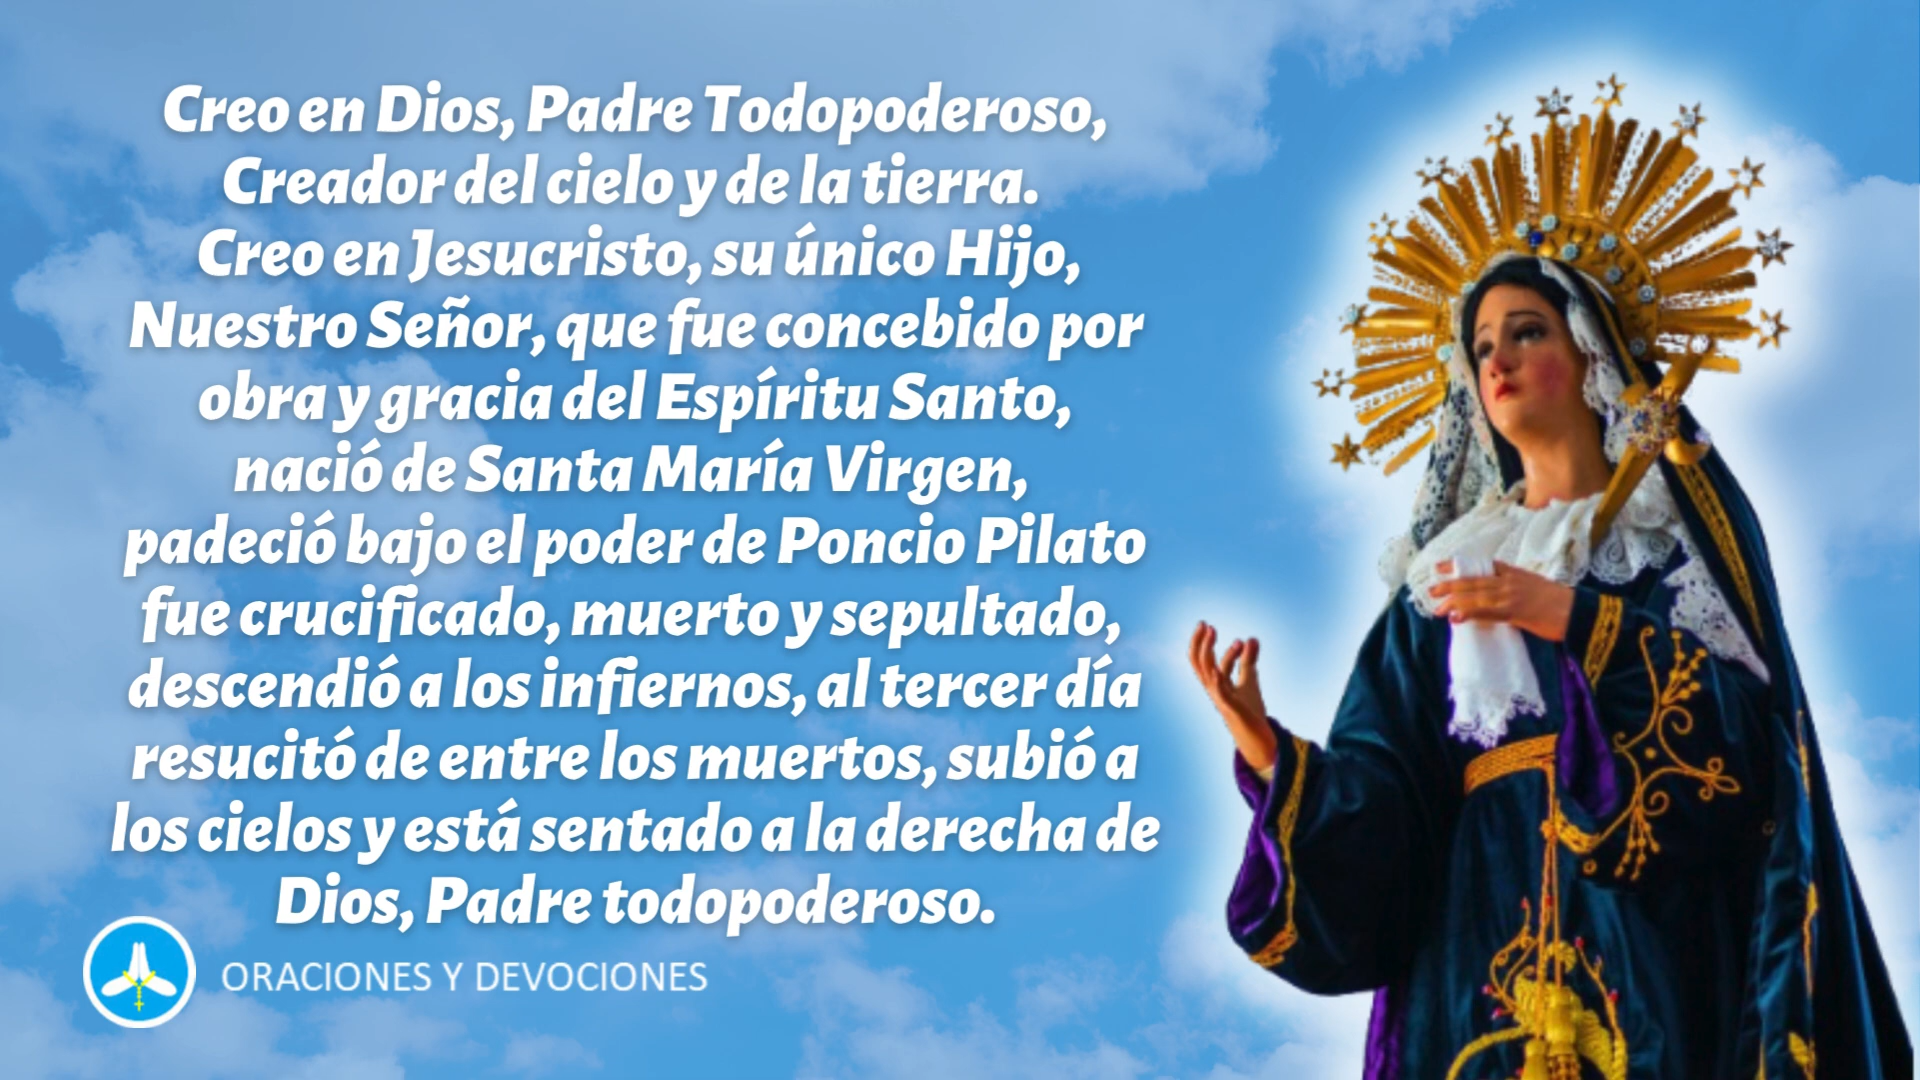 Creo en Dios, Padre Todopoderoso,
Creador del cielo y de la tierra.
Creo en Jesucristo, su único Hijo,
Nuestro Señor, que fue concebido por
obra y gracia del Espíritu Santo,
nació de Santa María Virgen,
padeció bajo el poder de Poncio Pilato
fue crucificado, muerto y sepultado,
descendió a los infiernos, al tercer día
resucitó de entre los muertos, subió a
los cielos y está sentado a la derecha de
Dios, Padre todopoderoso.
ORACIONES Y DEVOCIONES